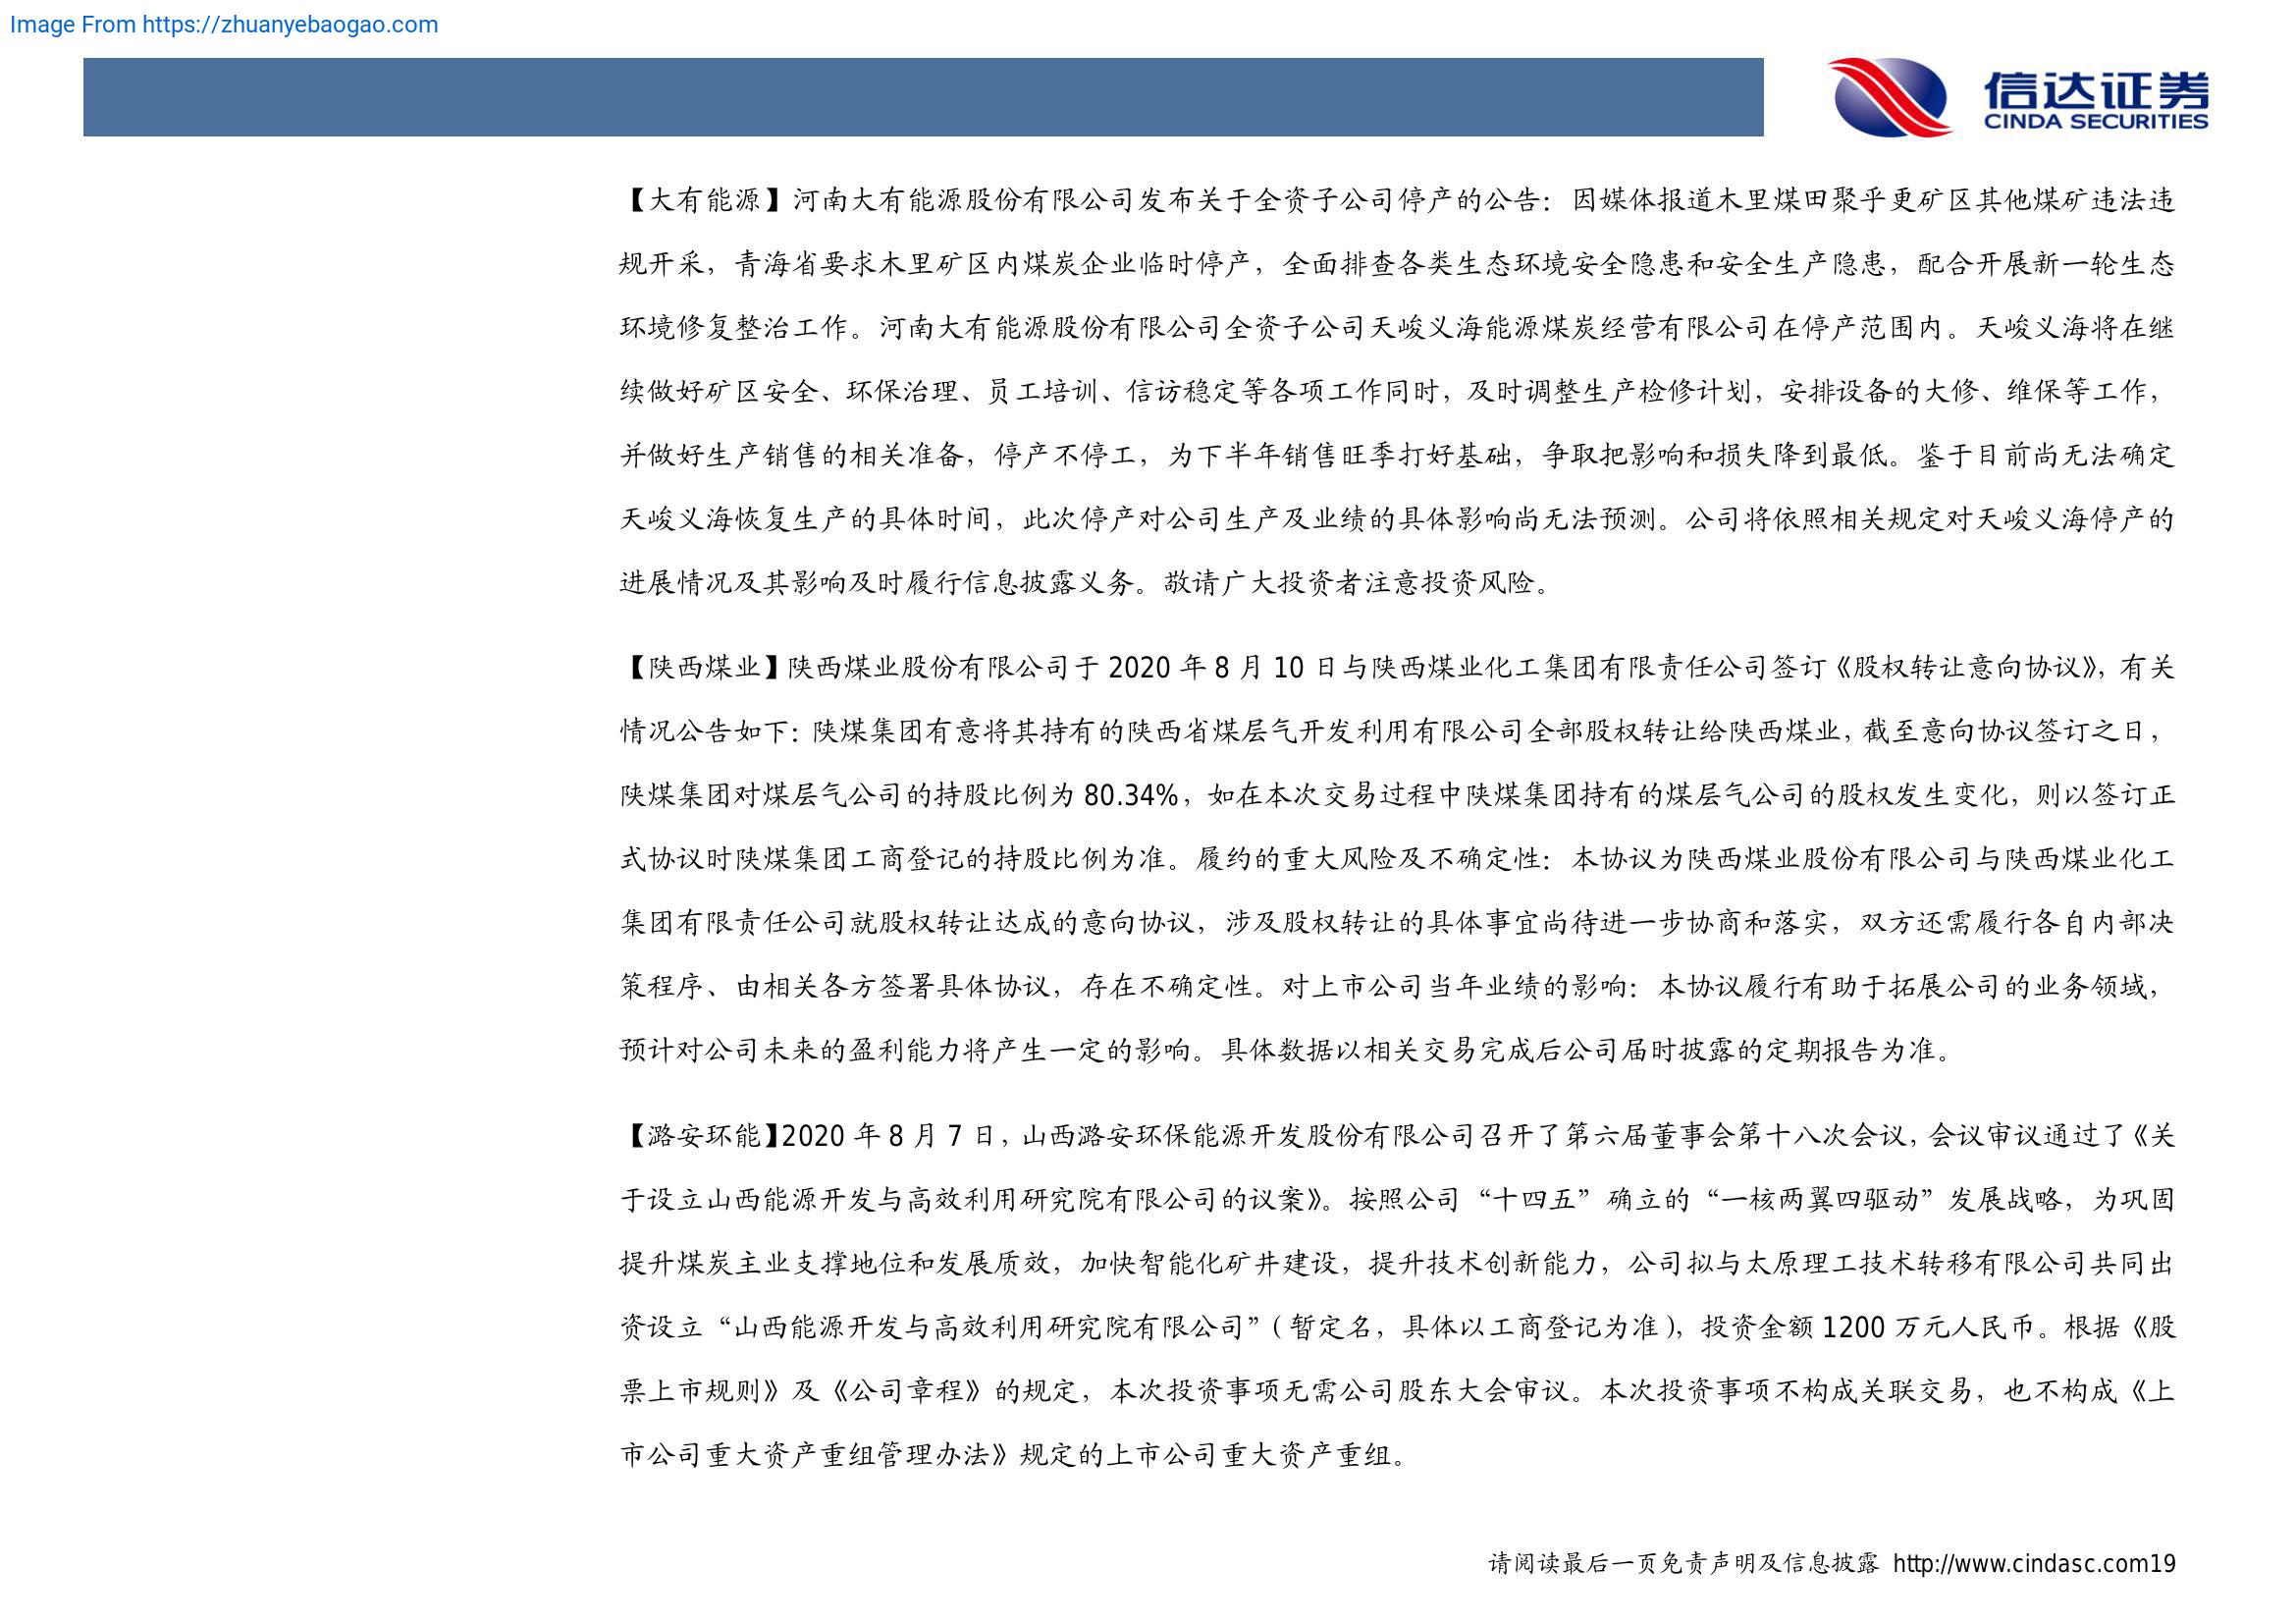 Image From https://zhuanyebaogao.com
信达证券
CINDA SECURITIES
【大有能源】河南大有能源股份有限公司发布关于全资子公司停产的公告：因媒体报道木里煤田聚乎更矿区其他煤矿违法违
规开采，青海省要求木里矿区内煤炭企业临时停产，全面排查各类生态环境安全隐患和安全生产隐患，配合开展新一轮生态
环境修复整治工作。河南大有能源股份有限公司全资子公司天峻义海能源煤炭经营有限公司在停产范围内。天峻义海将在继
续做好矿区安全、环保治理、员工培训、信访稳定等各项工作同时，及时调整生产检修计划，安排设备的大修、维保等工作，
并做好生产销售的相关准备，停产不停工，为下半年销售旺季打好基础，争取把影响和损失降到最低。鉴于目前尚无法确定
天峻义海恢复生产的具体时间，此次停产对公司生产及业绩的具体影响尚无法预测。公司将依照相关规定对天峻义海停产的
进展情况及其影响及时履行信息披露义务。敬请广大投资者注意投资风险。
【陕西煤业】陕西煤业股份有限公司于 2020 年 8 月 10 日与陕西煤业化工集团有限责任公司签订《股权转让意向协议》，有关
情况公告如下：陕煤集团有意将其持有的陕西省煤层气开发利用有限公司全部股权转让给陕西煤业，截至意向协议签订之日，
陕煤集团对煤层气公司的持股比例为 80.34%，如在本次交易过程中陕煤集团持有的煤层气公司的股权发生变化，则以签订正
式协议时陕煤集团工商登记的持股比例为准。履约的重大风险及不确定性：本协议为陕西煤业股份有限公司与陕西煤业化工
集团有限责任公司就股权转让达成的意向协议，涉及股权转让的具体事宜尚待进一步协商和落实，双方还需履行各自内部决
策程序、由相关各方签署具体协议，存在不确定性。对上市公司当年业绩的影响：本协议履行有助于拓展公司的业务领域，
预计对公司未来的盈利能力将产生一定的影响。具体数据以相关交易完成后公司届时披露的定期报告为准。
【潞安环能】2020 年 8 月 7 日，山西潞安环保能源开发股份有限公司召开了第六届董事会第十八次会议，会议审议通过了《关
于设立山西能源开发与高效利用研究院有限公司的议案》。按照公司“十四五”确立的“一核两翼四驱动”发展战略，为巩固
提升煤炭主业支撑地位和发展质效，加快智能化矿井建设，提升技术创新能力，公司拟与太原理工技术转移有限公司共同出
资设立“山西能源开发与高效利用研究院有限公司”（暂定名，具体以工商登记为准），投资金额 1200 万元人民币。根据《股
票上市规则》及《公司章程》的规定，本次投资事项无需公司股东大会审议。本次投资事项不构成关联交易，也不构成《上
市公司重大资产重组管理办法》规定的上市公司重大资产重组。
请阅读最后一页免责声明及信息披露 http://www.cindasc.com19